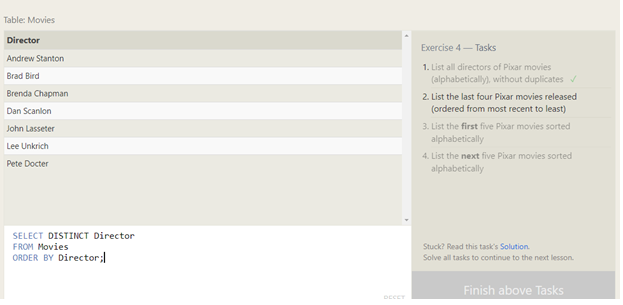 Table: Movies
Director
Andrew Stanton
Brad Bird
Brenda Chapman
Dan Scanlon
John Lasseter
Lee Unkrich
Pete Docter
SELECT DISTINCT Director
FROM Movies
ORDER BY Director;
RESET
Exercise 4 — Tasks
1. List all directors of Pixar movies
(alphabetically), without duplicates ✓
2. List the last four Pixar movies released
(ordered from most recent to least)
3. List the first five Pixar movies sorted
alphabetically
4. List the next five Pixar movies sorted
alphabetically
Stuck? Read this task's Solution.
Solve all tasks to continue to the next lesson.
Finish above Tasks